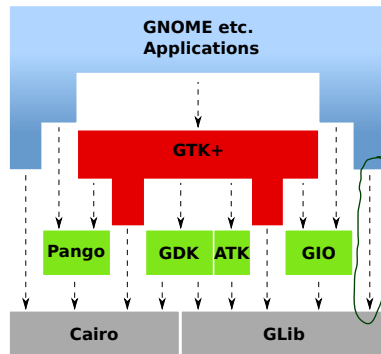 GNOME etc.
Applications
GTK+
Pango
GDK
ATK
GIO
Cairo
GLib